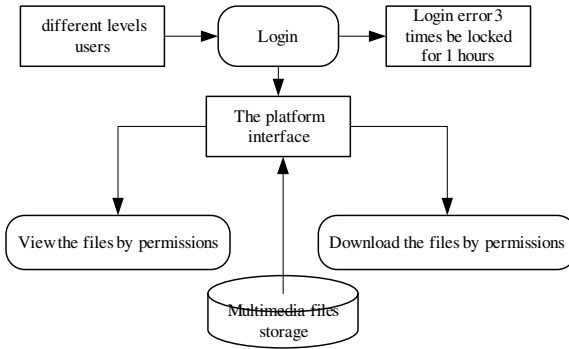 different levels
users
Login
Login error 3
times be locked
for 1 hours
The platform
interface
View the files by permissions
Download the files by permissions
Multimedia files
storage